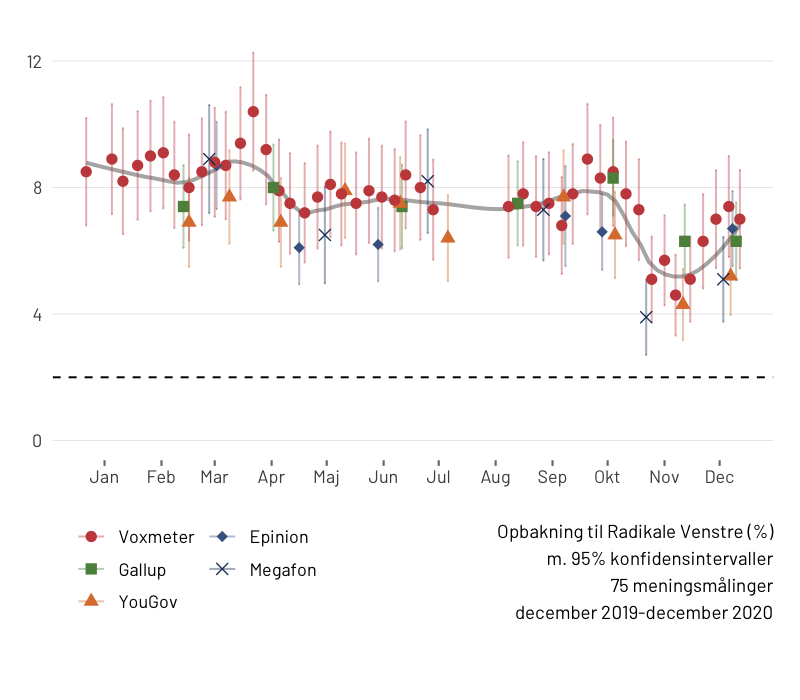 12
8
4
0
Jan Feb Mar Apr Maj Jun Jul Aug Sep Okt Nov Dec
Voxmeter Epinion
Gallup Megafon
YouGov
Opbakning til Radikale Venstre (%)
m. 95% konfidensintervaller
75 meningsmålinger
december 2019-december 2020